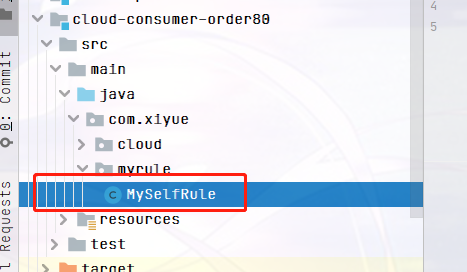 cloud-consumer-order80
src
main
java
com.xiyue
cloud
myrule
MySelfRule
resources
test
target
0: Commit
Requests
4
5